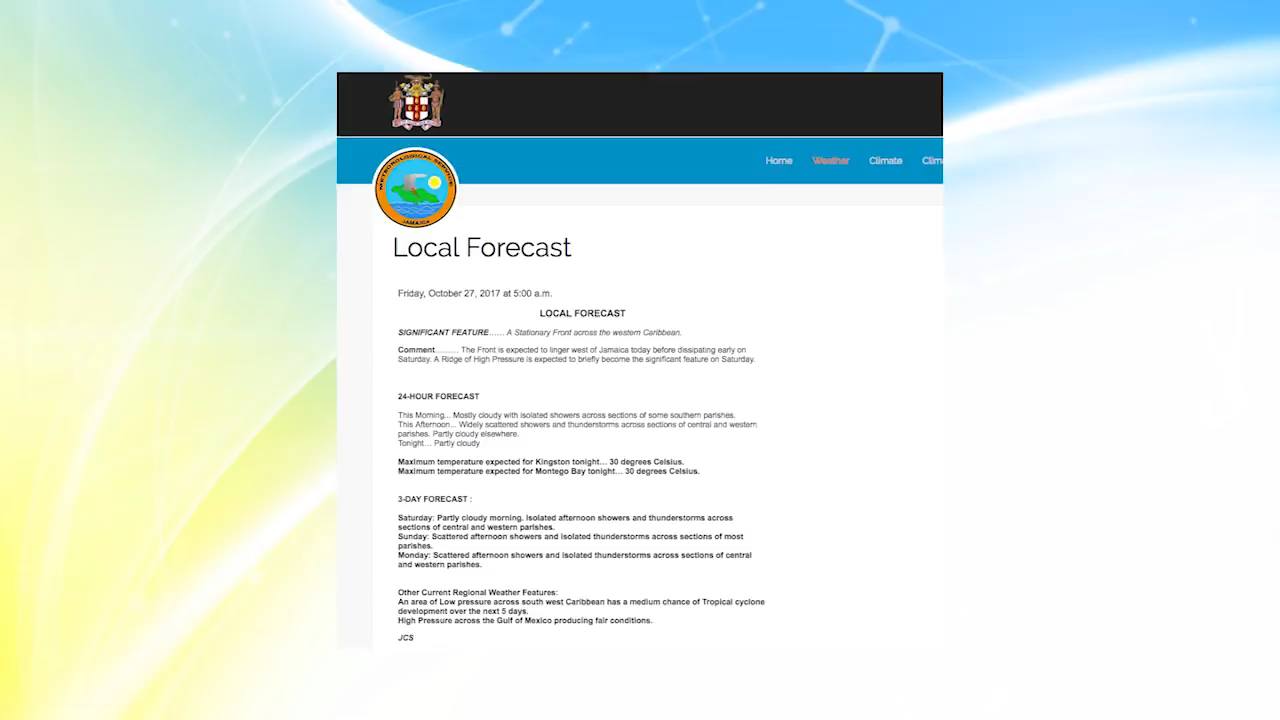 Home Weather Climate Clim
METEOROLOGICAL SERVICE
JAMAICA
Local Forecast
Friday, October 27, 2017 at 5:00 a.m.
LOCAL FORECAST
SIGNIFICANT FEATURE...... A Stationary Front across the western Caribbean.
Comment.......... The Front is expected to linger west of Jamaica today before dissipating early on
Saturday. A Ridge of High Pressure is expected to briefly become the significant feature on Saturday.
24-HOUR FORECAST
This Morning... Mostly cloudy with isolated showers across sections of some southern parishes.
This Afternoon... Widely scattered showers and thunderstorms across sections of central and western
parishes. Partly cloudy elsewhere.
Tonight... Partly cloudy
Maximum temperature expected for Kingston tonight... 30 degrees Celsius.
Maximum temperature expected for Montego Bay tonight... 30 degrees Celsius.
3-DAY FORECAST :
Saturday: Partly cloudy morning. Isolated afternoon showers and thunderstorms across
sections of central and western parishes.
Sunday: Scattered afternoon showers and isolated thunderstorms across sections of most
parishes.
Monday: Scattered afternoon showers and isolated thunderstorms across sections of central
and western parishes.
Other Current Regional Weather Features:
An area of Low pressure across south west Caribbean has a medium chance of Tropical cyclone
development over the next 5 days.
High Pressure across the Gulf of Mexico producing fair conditions.
JCS